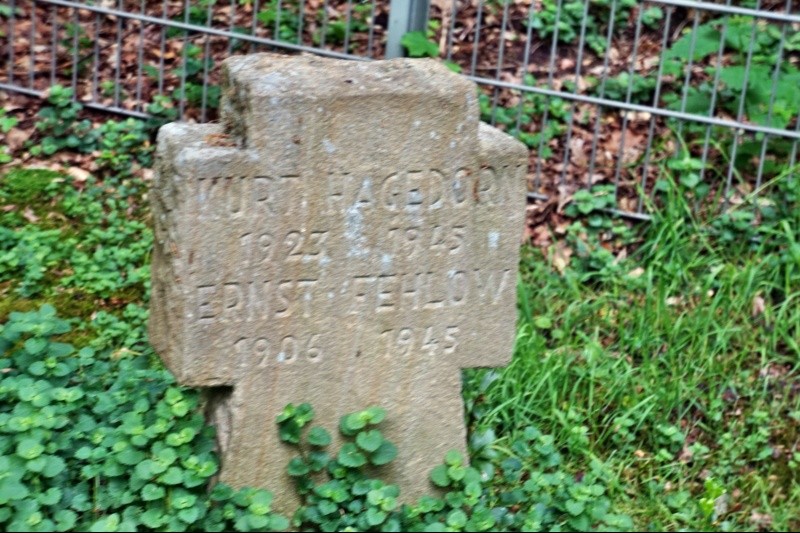 KURT HAGEDORN
1923 1945
ERNST FEHLOW
1906 1945